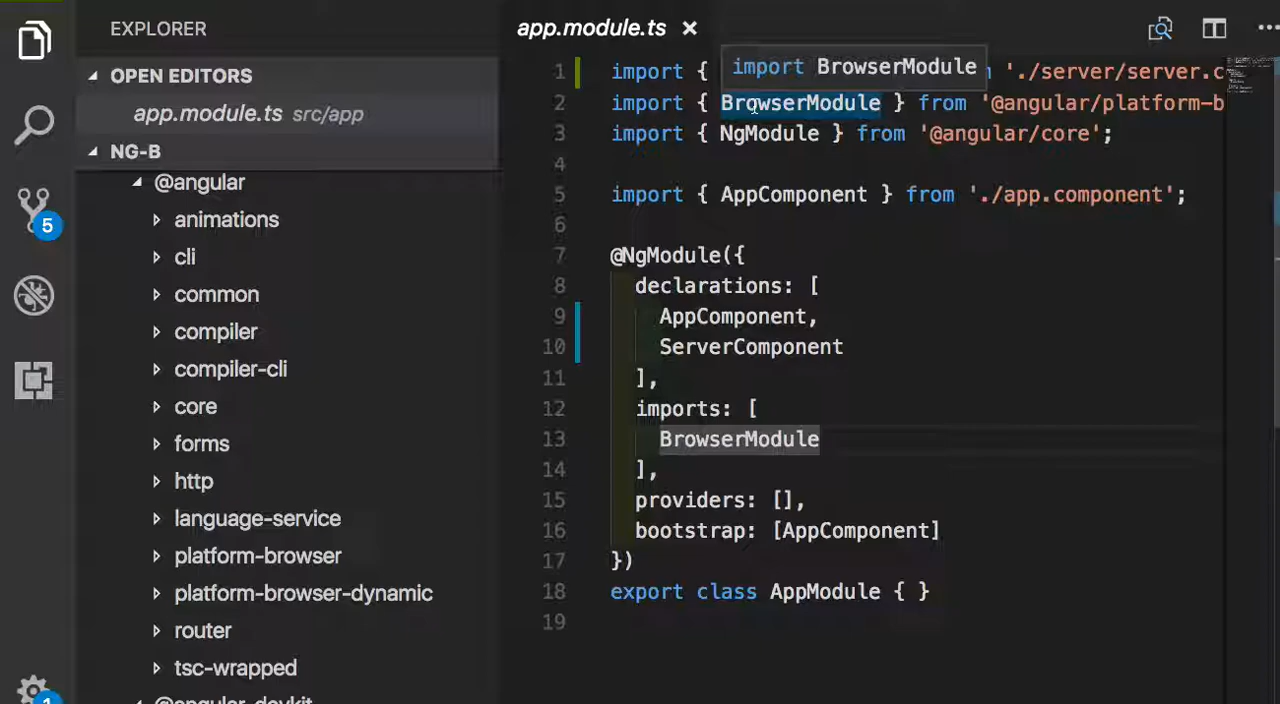 EXPLORER
OPEN EDITORS
app.module.ts src/app
NG-B
@angular
animations
cli
common
compiler
compiler-cli
core
forms
http
language-service
platform-browser
platform-browser-dynamic
router
tsc-wrapped
5
1
app.module.ts ×
import BrowserModule
1 import { './server/server.c
2 import { BrowserModule } from '@angular/platform-b
3 import { NgModule } from '@angular/core';
4
5 import { AppComponent } from './app.component';
6
7 @NgModule({
8 declarations: [
9 AppComponent,
10 ServerComponent
11 ],
12 imports: [
13 BrowserModule
14 ],
15 providers: [],
16 bootstrap: [AppComponent]
17 })
18 export class AppModule { }
19